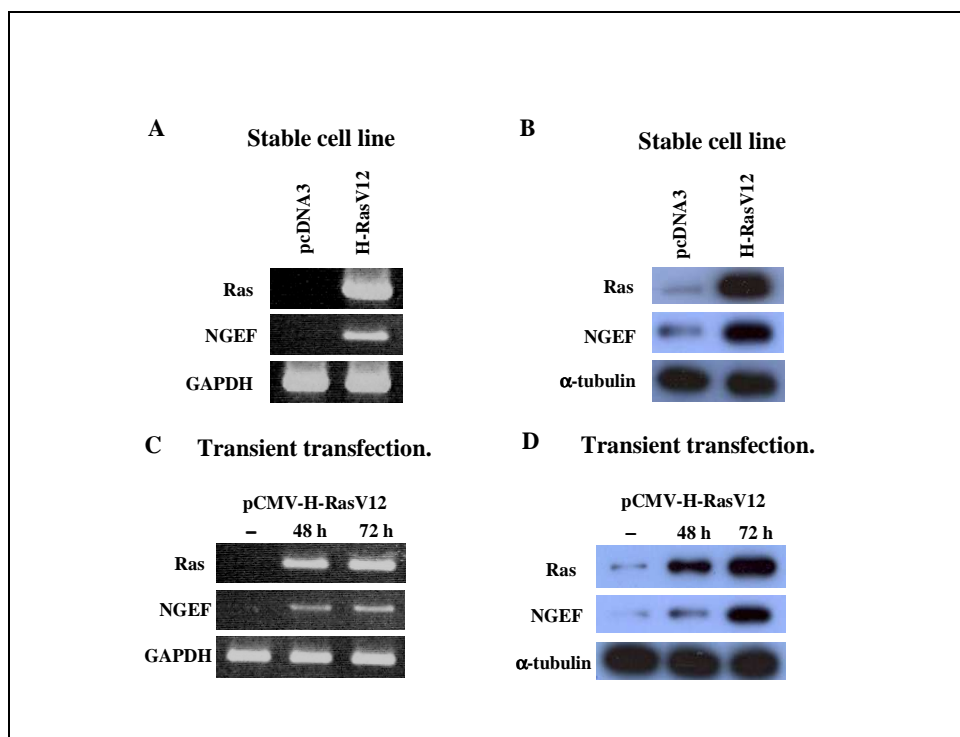 A
Stable cell line
pcDNA3
H-RasV12
Ras
NGEF
GAPDH
B
Stable cell line
pcDNA3
H-RasV12
Ras
NGEF
α-tubulin
C
Transient transfection.
pCMV-H-RasV12
– 48 h 72 h
Ras
NGEF
GAPDH
D
Transient transfection.
pCMV-H-RasV12
– 48 h 72 h
Ras
NGEF
α-tubulin